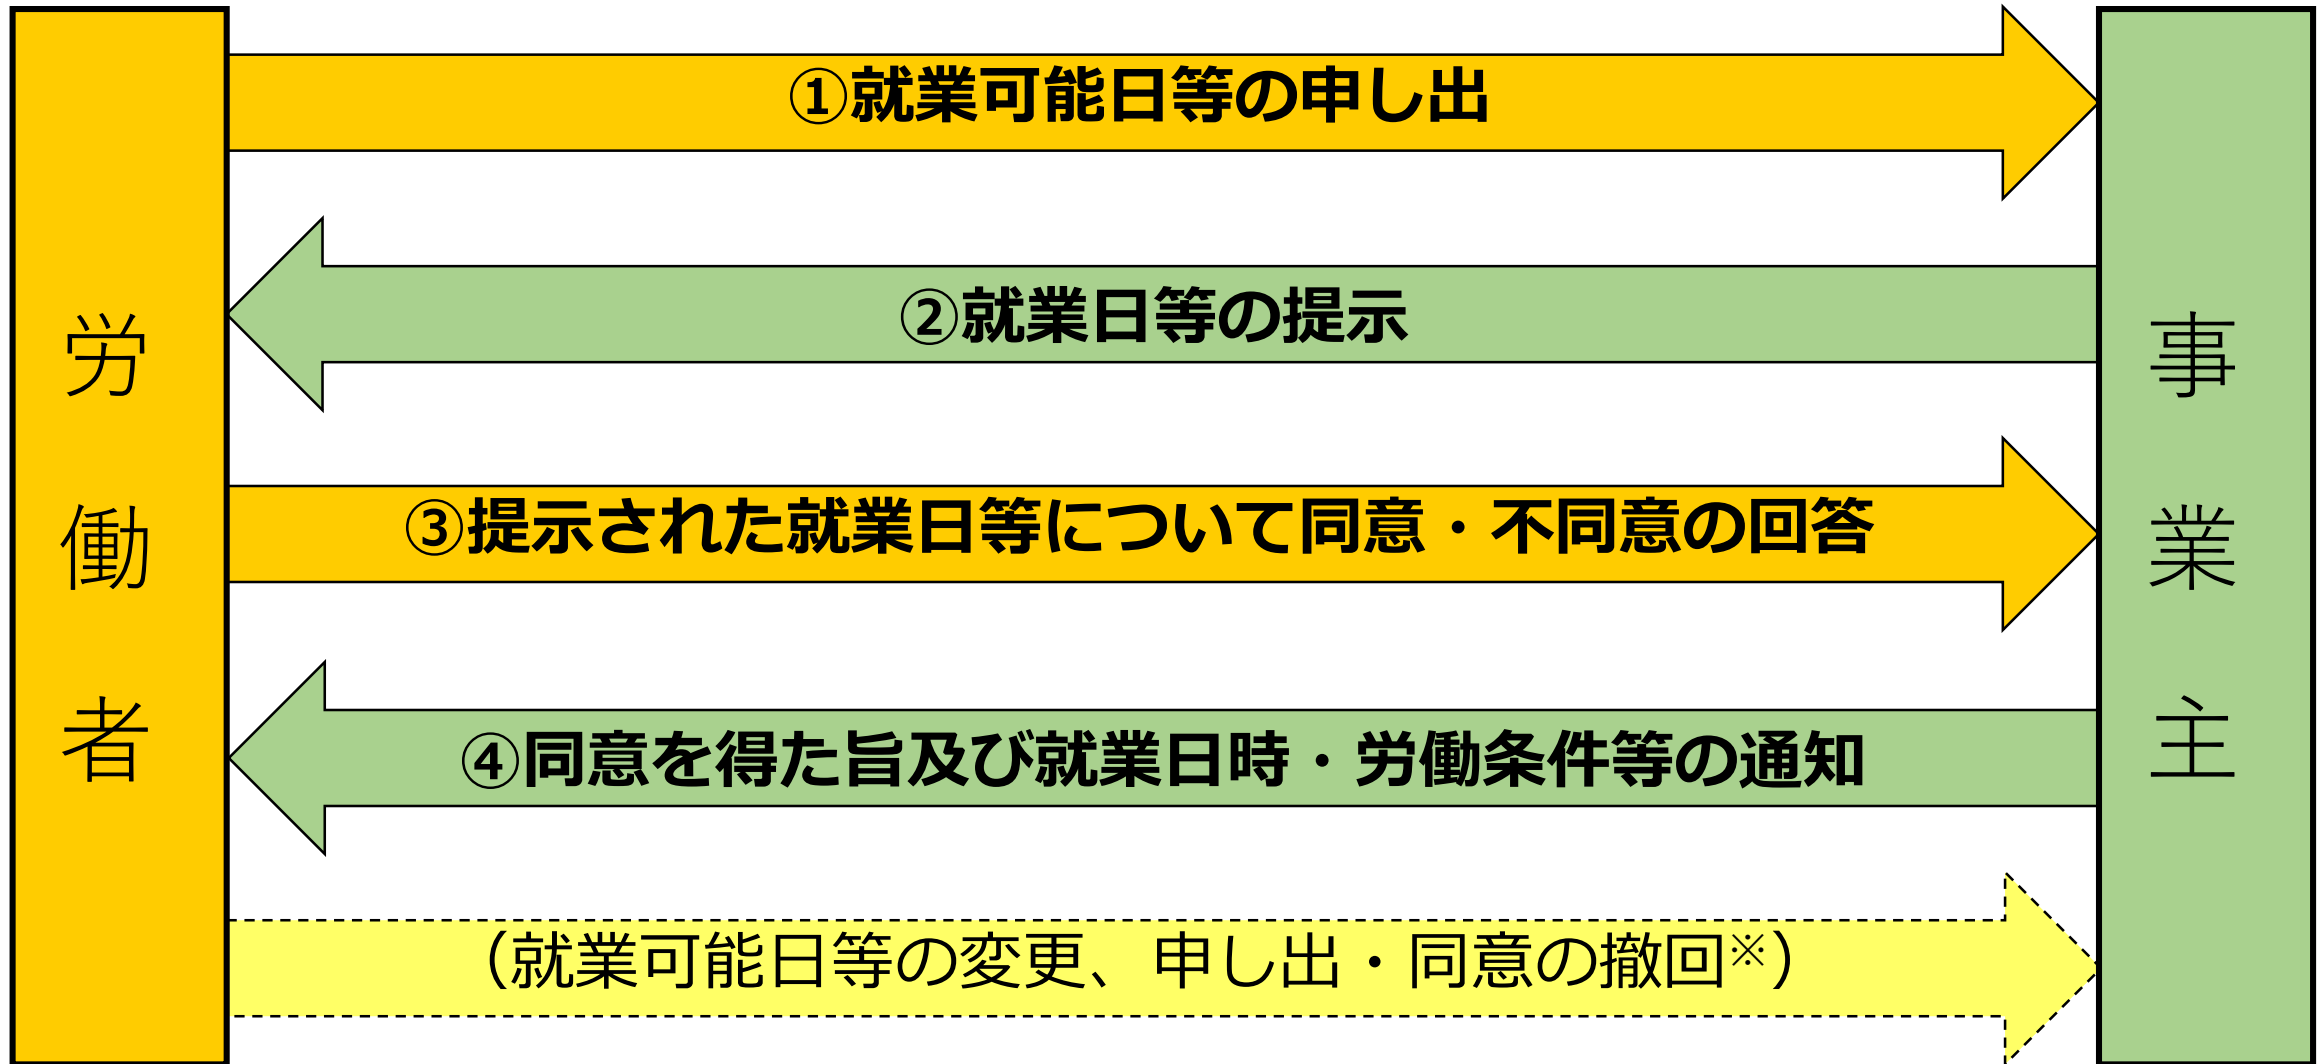 労働者
①就業可能日等の申し出
②就業日等の提示
③提示された就業日等について同意・不同意の回答
④同意を得た旨及び就業日時・労働条件等の通知
（就業可能日等の変更、申し出・同意の撤回※）
事業主